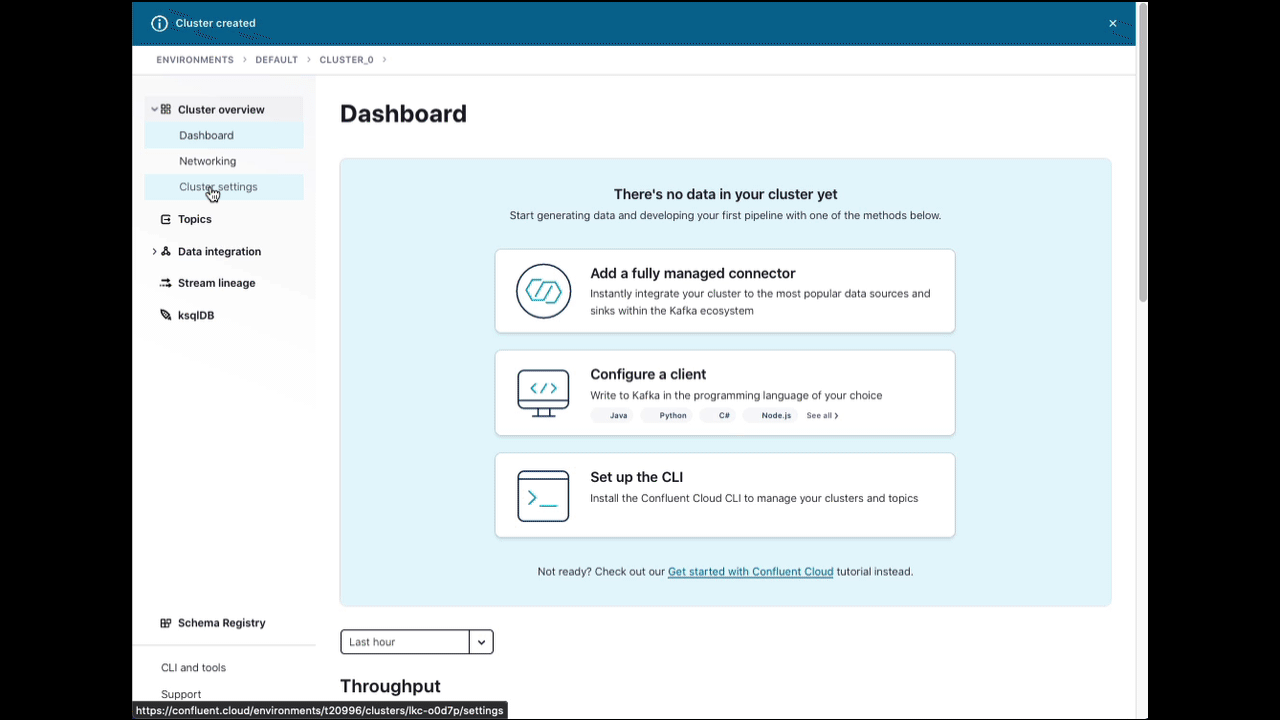 Cluster created
ENVIRONMENTS > DEFAULT > CLUSTER_0 >
Cluster overview
Dashboard
Networking
Cluster settings
Topics
Data integration
Stream lineage
ksqlDB
Schema Registry
CLI and tools
Support
Dashboard
There's no data in your cluster yet
Start generating data and developing your first pipeline with one of the methods below.
Add a fully managed connector
Instantly integrate your cluster to the most popular data sources and
sinks within the Kafka ecosystem
Configure a client
Write to Kafka in the programming language of your choice
Java Python C# Node.js See all >
Set up the CLI
Install the Confluent Cloud CLI to manage your clusters and topics
Not ready? Check out our Get started with Confluent Cloud tutorial instead.
Last hour
Throughput
https://confluent.cloud/environments/t20996/clusters/lkc-o0d7p/settings